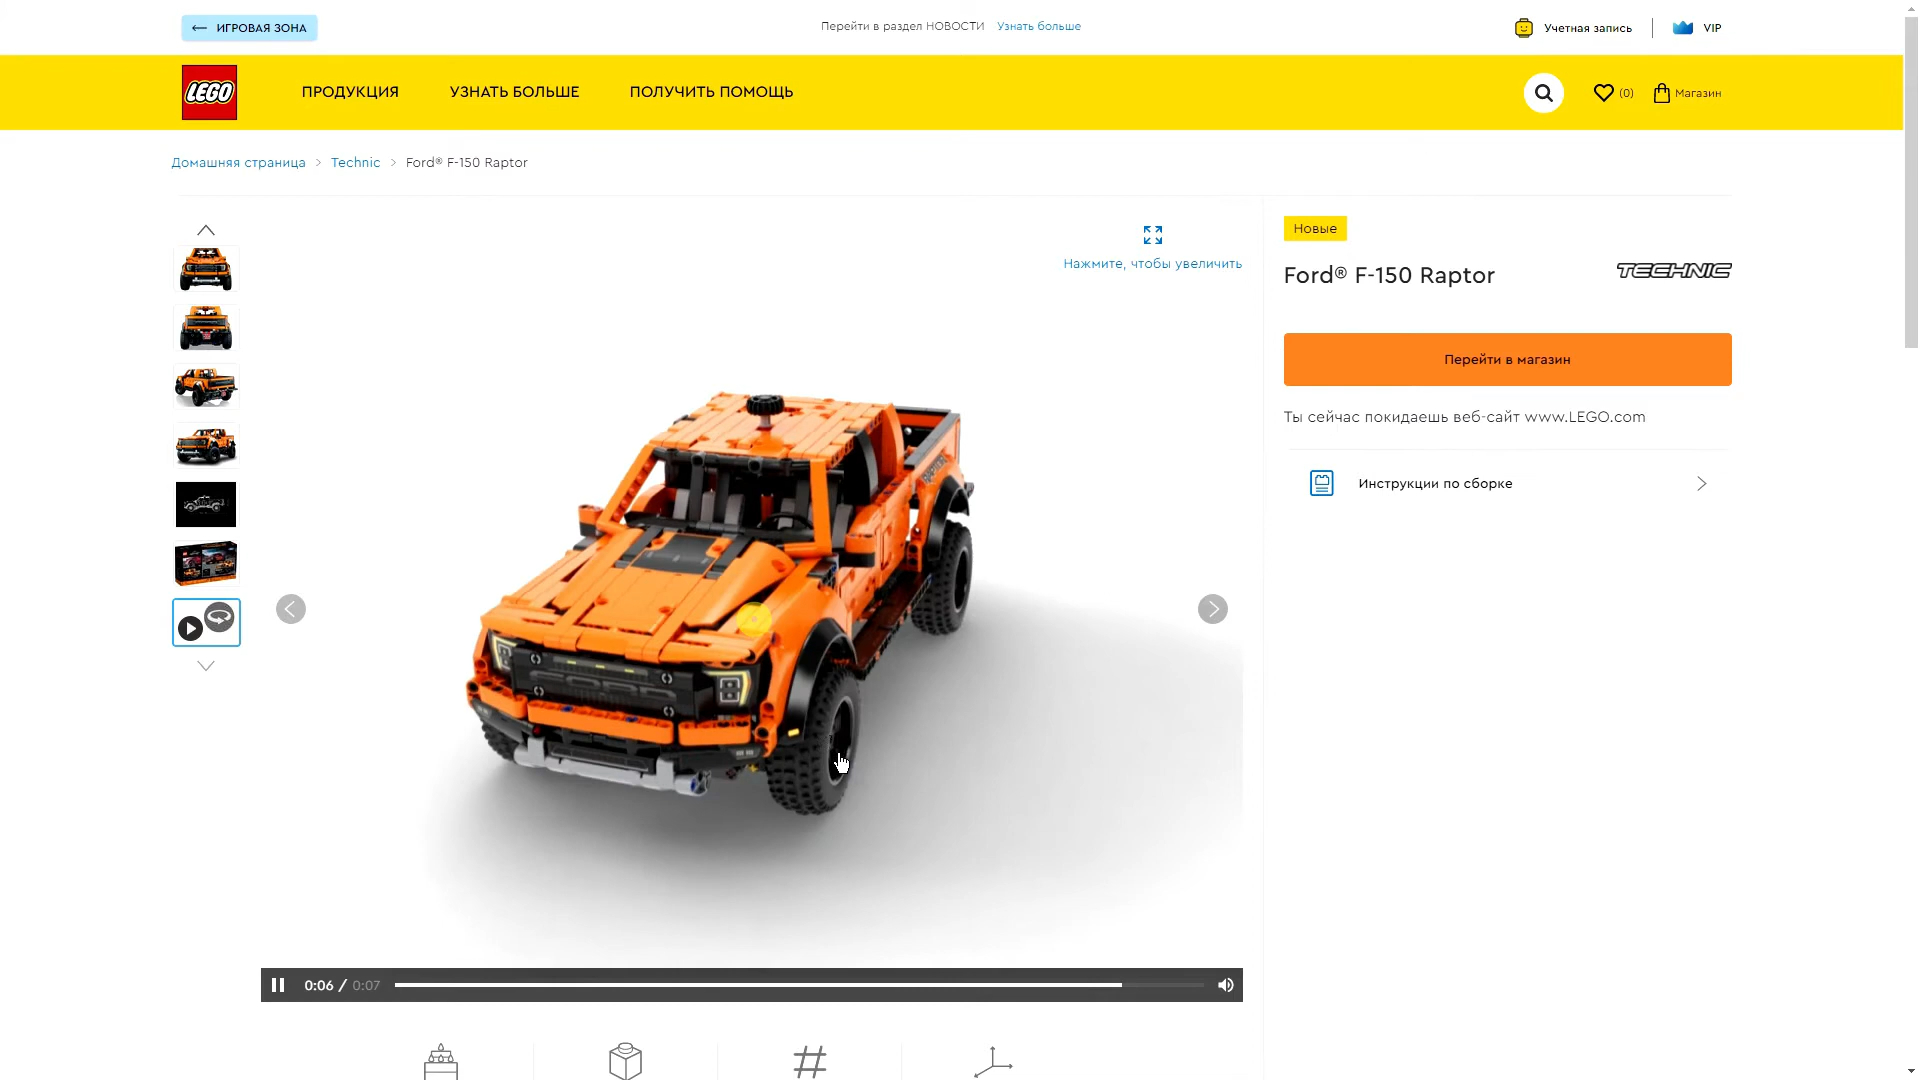 ИГРОВАЯ ЗОНА
Перейти в раздел НОВОСТИ Узнать больше
Учетная запись
VIP
LEGO
ПРОДУКЦИЯ
УЗНАТЬ БОЛЬШЕ
ПОЛУЧИТЬ ПОМОЩЬ
(0)
Магазин
Домашняя страница > Technic > Ford® F-150 Raptor
Нажмите, чтобы увеличить
Новые
Ford® F-150 Raptor
TECHNIC
Перейти в магазин
Ты сейчас покидаешь веб-сайт www.LEGO.com
Инструкции по сборке
FORD
0:06 / 0:07